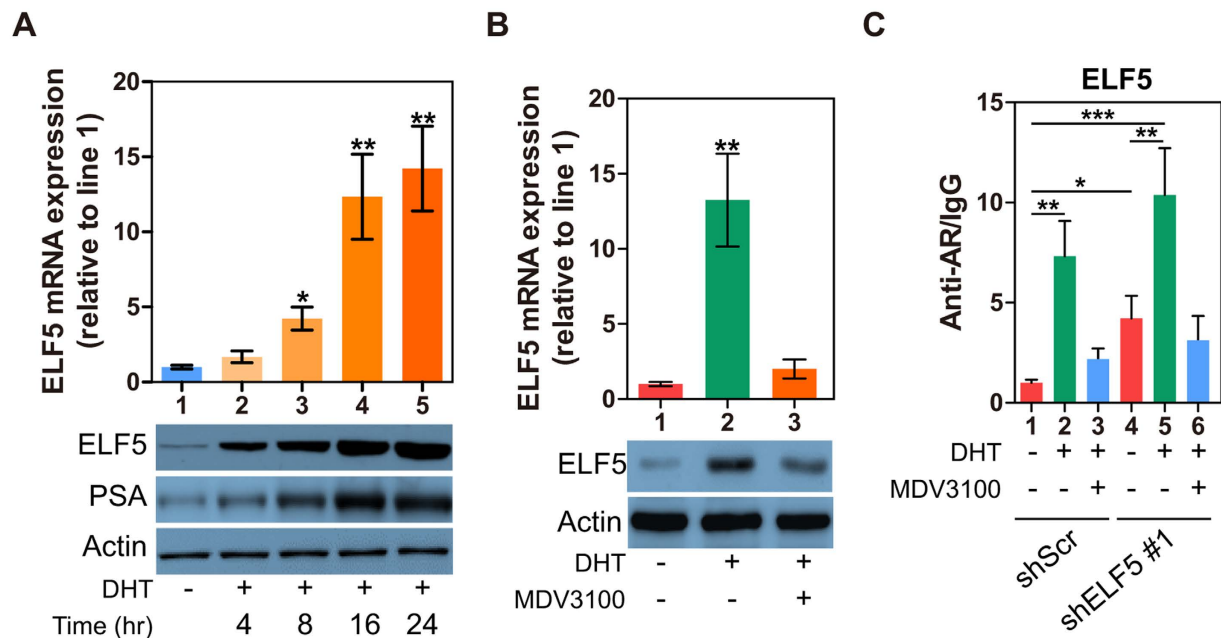 A
ELF5 mRNA expression
(relative to line 1)
20
15
10
5
0
*
**
**
1 2 3 4 5
ELF5
PSA
Actin
DHT - + + + +
Time (hr) 4 8 16 24
B
ELF5 mRNA expression
(relative to line 1)
20
15
10
5
0
**
1 2 3
ELF5
Actin
DHT - + +
MDV3100 - - +
C
ELF5
Anti-AR/IgG
15
10
5
0
***
**
*
**
1 2 3 4 5 6
DHT - + + - + +
MDV3100 - - + - - +
shScr
shELF5 #1